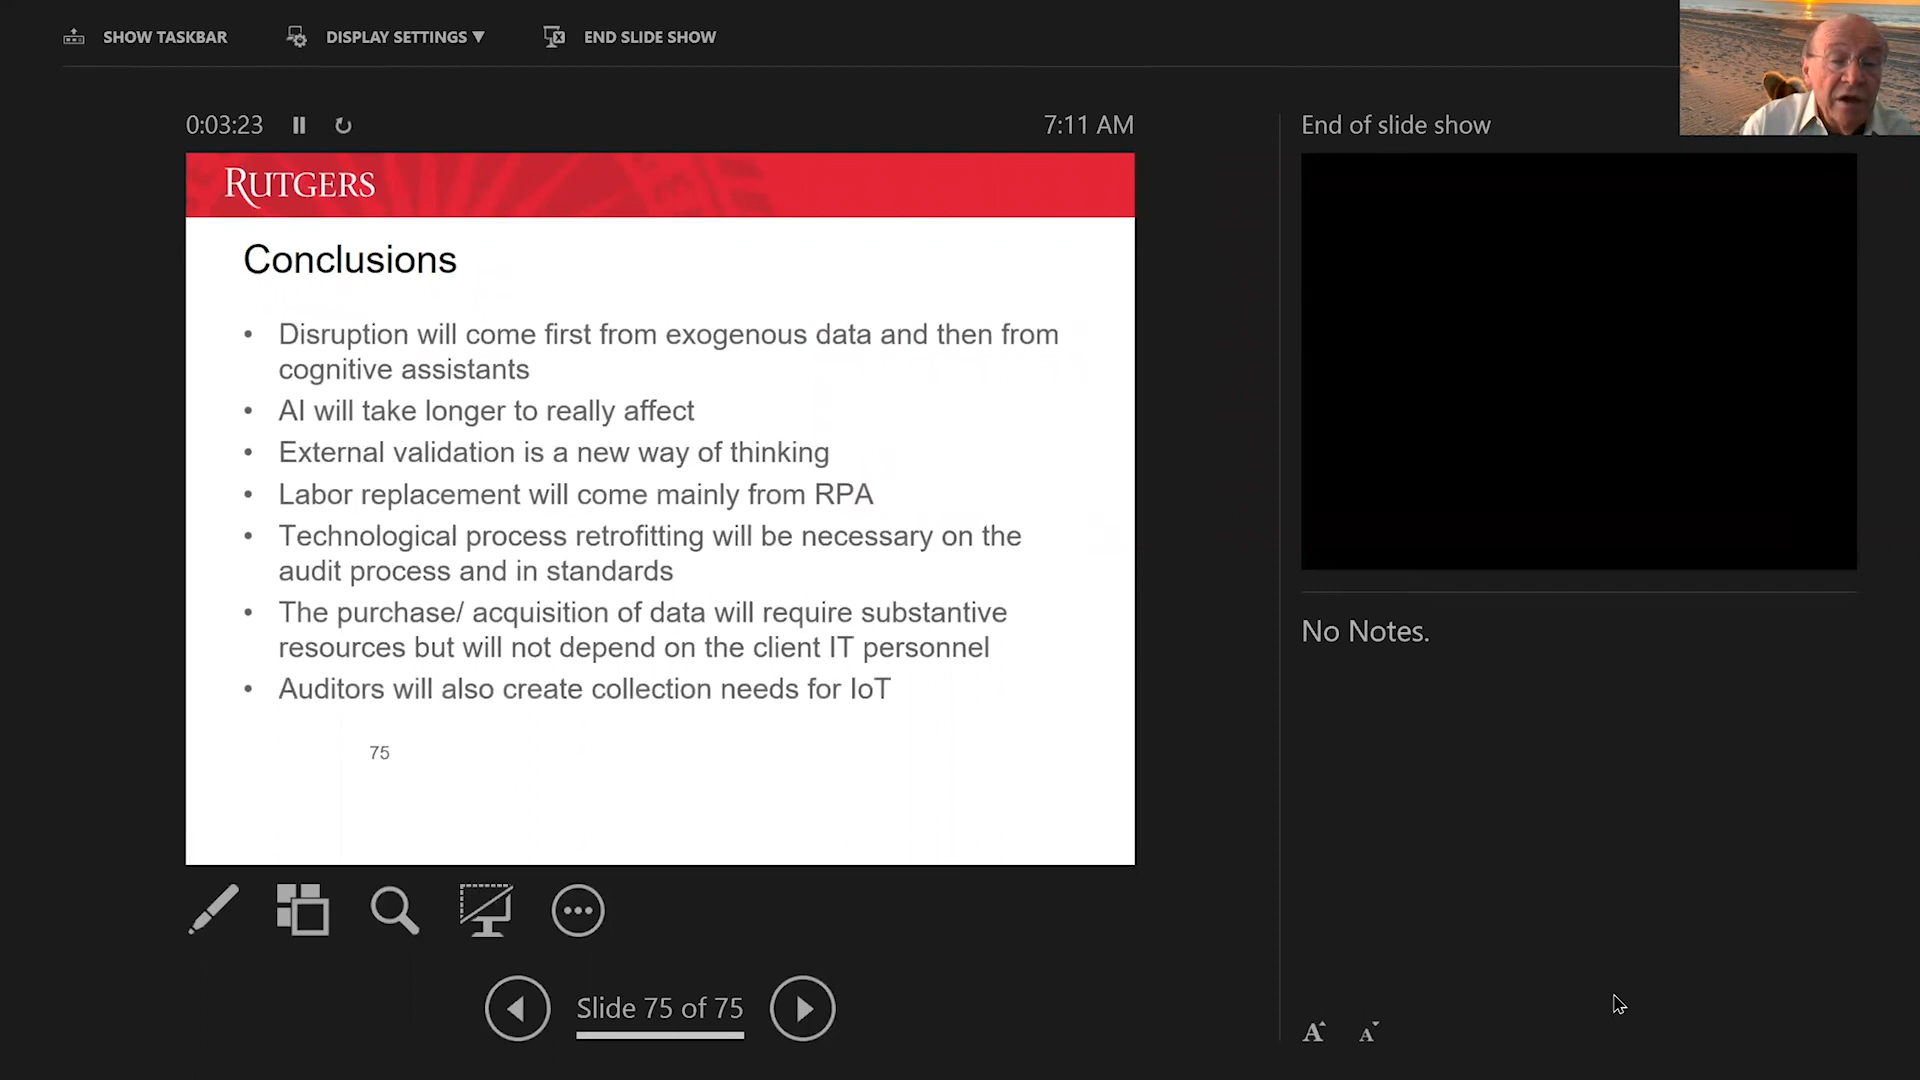 SHOW TASKBAR
DISPLAY SETTINGS ▼
END SLIDE SHOW
0:03:23
7:11 AM
End of slide show
RUTGERS
Conclusions
• Disruption will come first from exogenous data and then from
cognitive assistants
• AI will take longer to really affect
• External validation is a new way of thinking
• Labor replacement will come mainly from RPA
• Technological process retrofitting will be necessary on the
audit process and in standards
• The purchase/ acquisition of data will require substantive
resources but will not depend on the client IT personnel
• Auditors will also create collection needs for IoT
75
No Notes.
Slide 75 of 75
A A